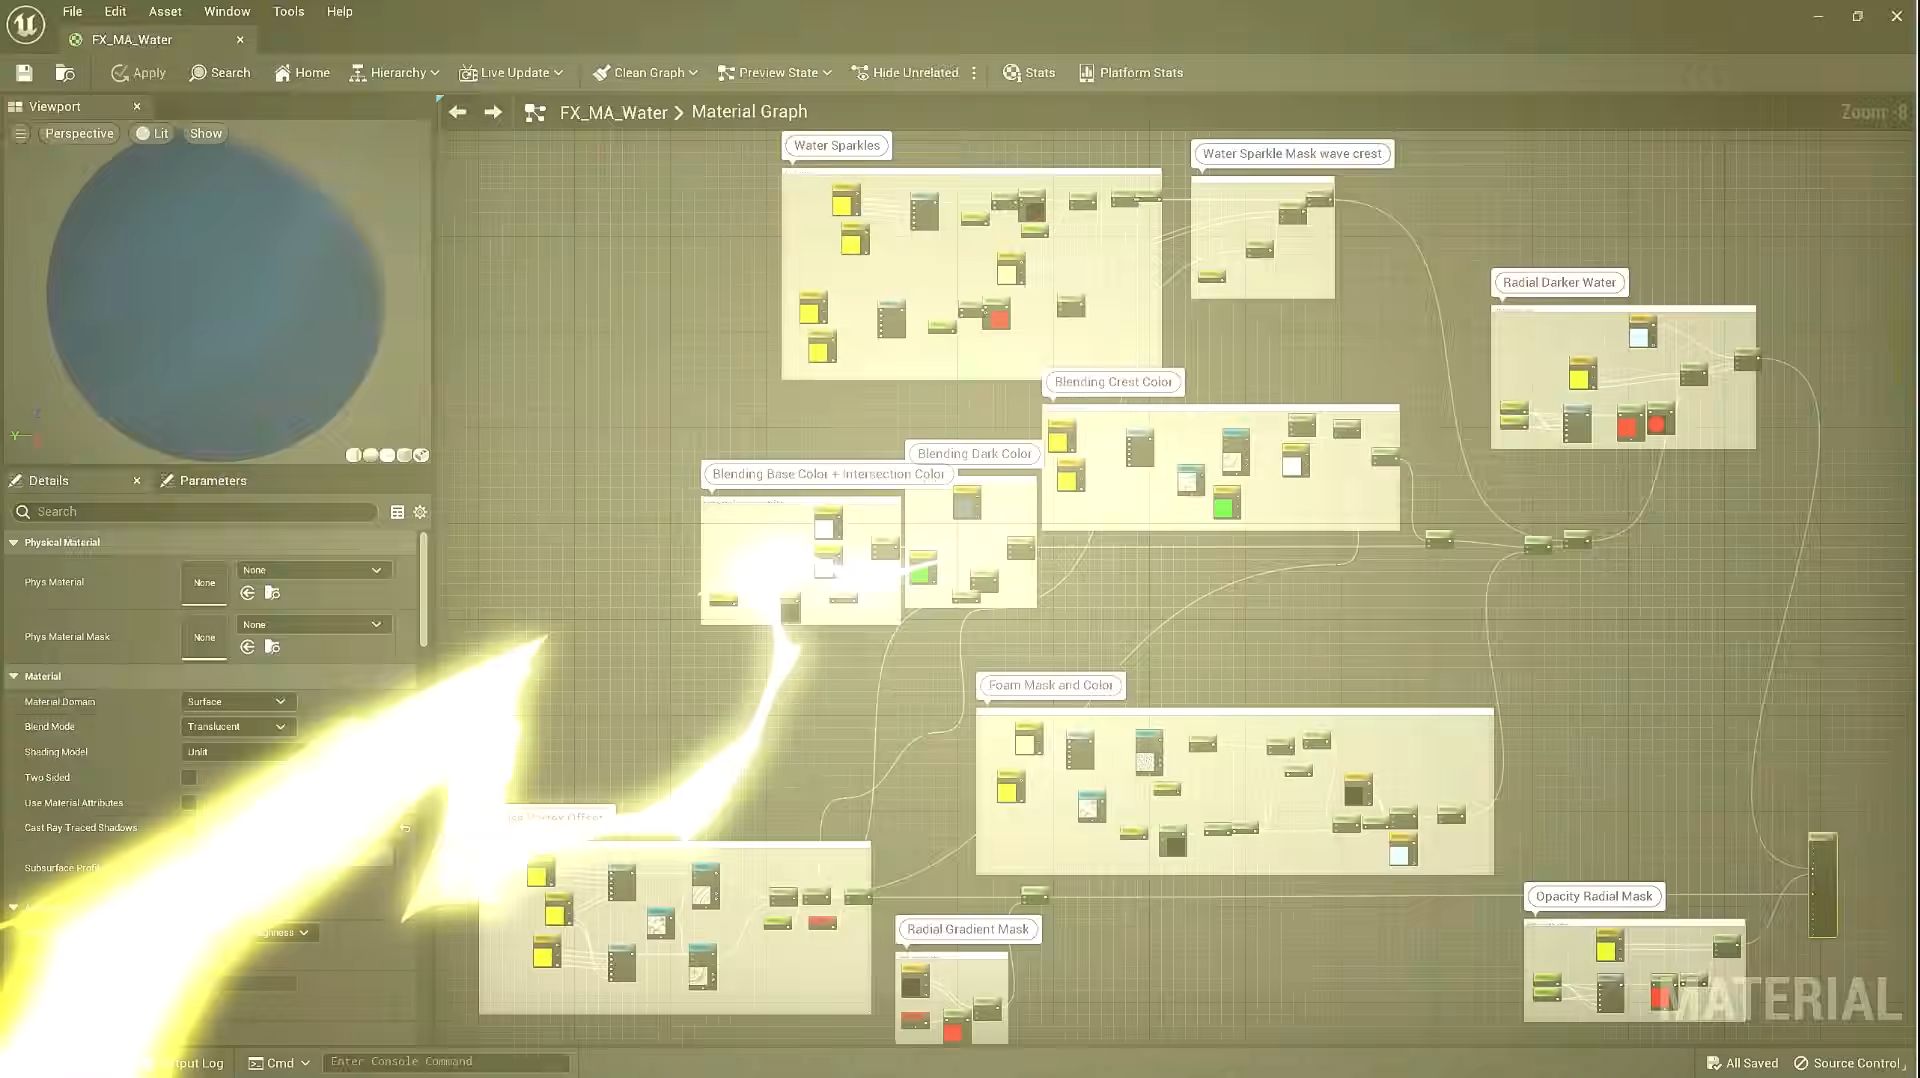 File Edit Asset Window Tools Help
FX_MA_Water
Apply Search Home Hierarchy Live Update Clean Graph Preview State Hide Unrelated Stats Platform Stats
Viewport
FX_MA_Water > Material Graph
Zoom -8
Perspective Lit Show
Water Sparkles
Water Sparkle Mask wave crest
Radial Darker Water
Blending Crest Color
Blending Dark Color
Blending Base Color + Intersection Color
Details
Parameters
Search
Physical Material
Phys Material
None
None
Phys Material Mask
None
None
Material
Material Domain
Surface
Blend Mode
Translucent
Shading Model
Unlit
Two Sided
Use Material Attributes
Cast Ray Traced Shadows
Foam Mask and Color
Radial Gradient Mask
Opacity Radial Mask
MATERIAL
Log
Cmd
Enter Console Command
All Saved
Source Control